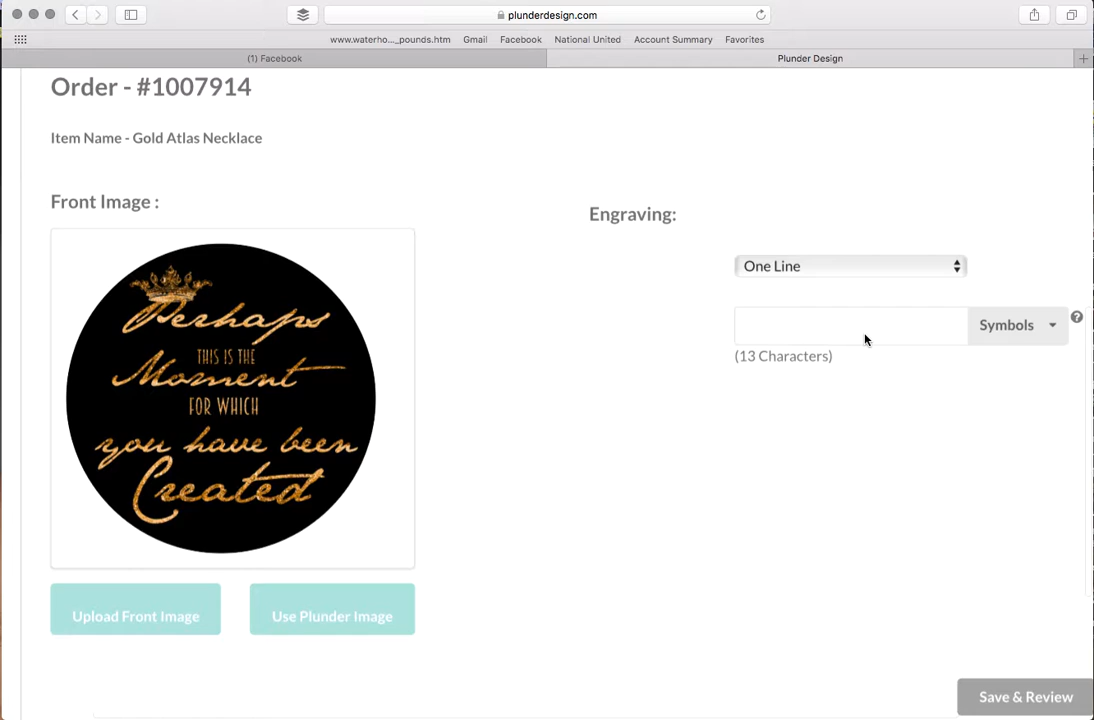 plunderdesign.com
www.waterho..._pounds.htm Gmail Facebook National United Account Summary Favorites
(1) Facebook Plunder Design
Order - #1007914
Item Name - Gold Atlas Necklace
Front Image :
Engraving:
One Line
Symbols
?
(13 Characters)
Perhaps
THIS IS THE
Moment
FOR WHICH
you have been
Created
Upload Front Image Use Plunder Image
Save & Review